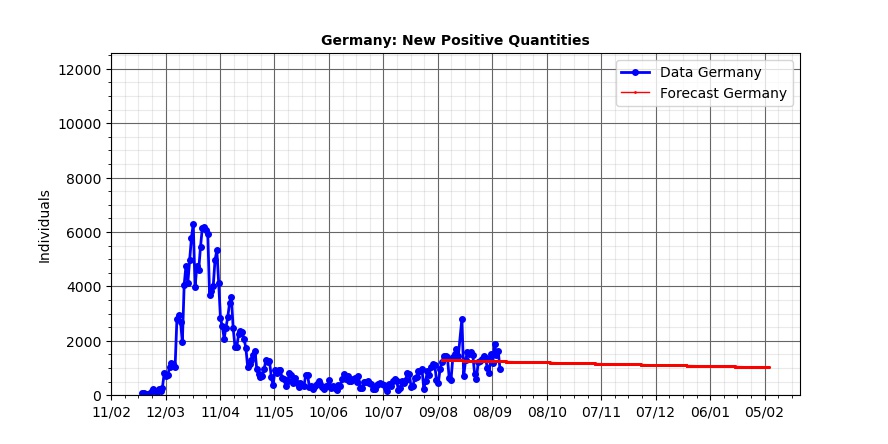 Germany: New Positive Quantities
Data Germany
Forecast Germany
Individuals
12000
10000
8000
6000
4000
2000
0
11/02 12/03 11/04 11/05 10/06 10/07 09/08 08/09 08/10 07/11 07/12 06/01 05/02